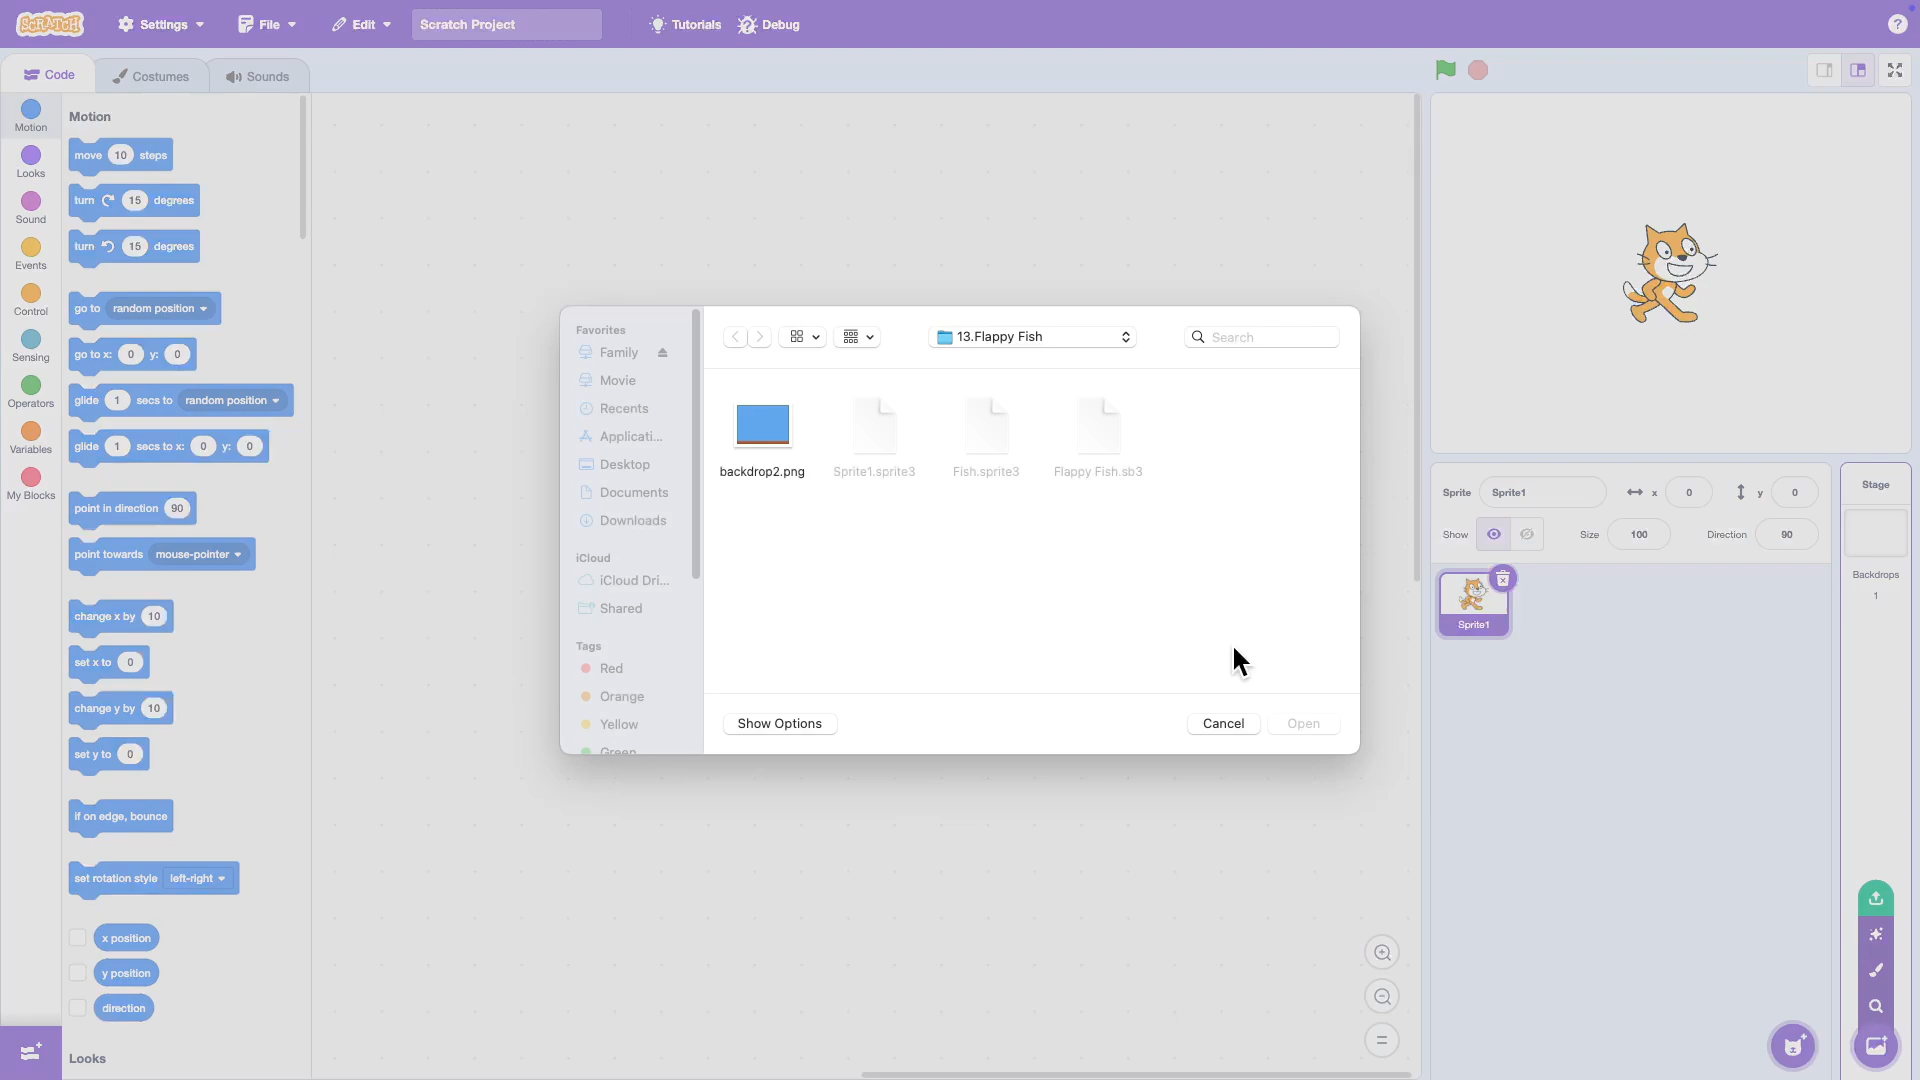 SCRATCH Settings File Edit Scratch Project Tutorials Debug ?
Code Costumes Sounds
Motion
Looks
Sound
Events
Control
Sensing
Operators
Variables
My Blocks
Motion
move 10 steps
turn 15 degrees
turn 15 degrees
go to random position
go to x: 0 y: 0
glide 1 secs to random position
glide 1 secs to x: 0 y: 0
point in direction 90
point towards mouse-pointer
change x by 10
set x to 0
change y by 10
set y to 0
if on edge, bounce
set rotation style left-right
x position
y position
direction
Looks
Favorites
Family
Movie
Recents
Applicati...
Desktop
Documents
Downloads
iCloud
iCloud Dri...
Shared
Tags
Red
Orange
Yellow
Green
13.Flappy Fish
Search
backdrop2.png Sprite1.sprite3 Fish.sprite3 Flappy Fish.sb3
Show Options Cancel Open
Sprite Sprite1 x 0 y 0
Show Size 100 Direction 90
Sprite1
Stage
Backdrops
1